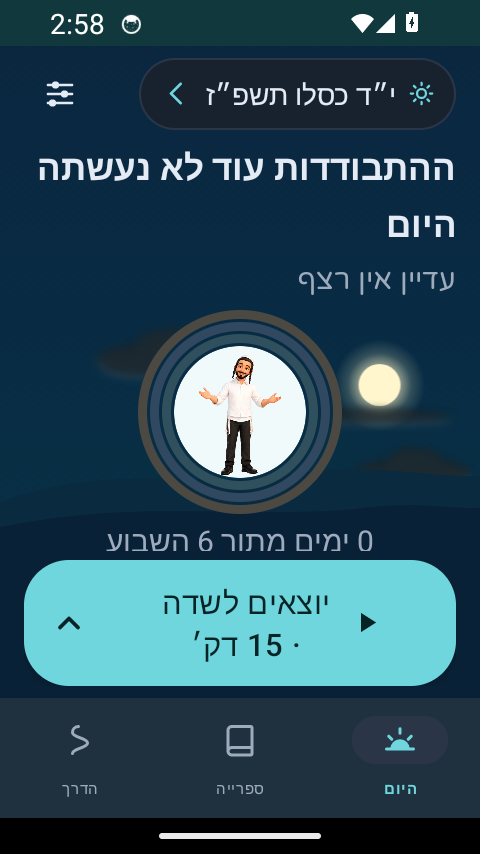 2:58
י״ד כסלו תשפ״ז
ההתבודדות עוד לא נעשתה
היום
עדיין אין רצף
0 ימים מתוך 6 השבוע
יוצאים לשדה
· 15 דק׳
היום
ספרייה
הדרך